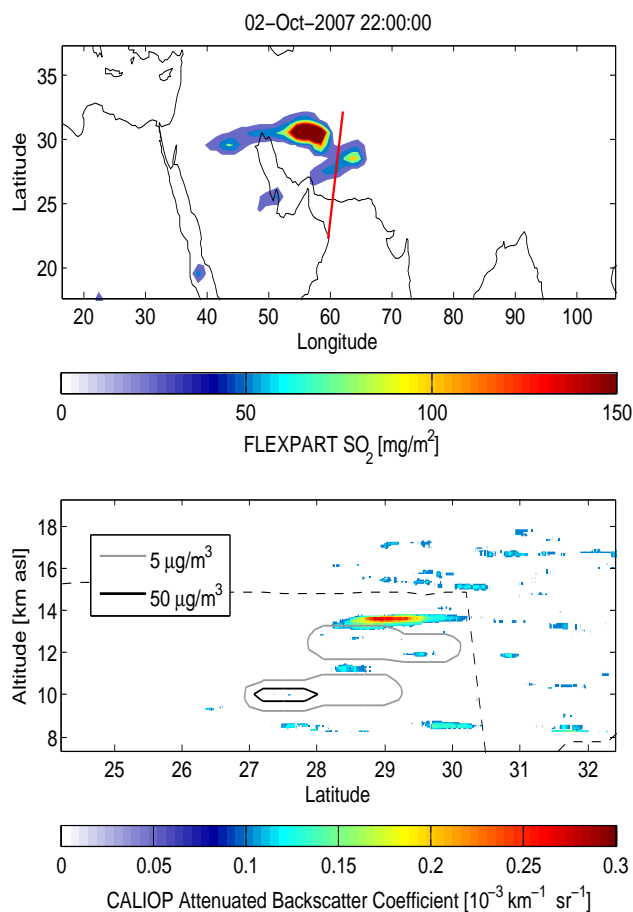 02–Oct–2007 22:00:00
35
30
25
20
Latitude
20 30 40 50 60 70 80 90 100
Longitude
0 50 100 150
FLEXPART SO2 [mg/m²]
18
16
14
12
10
8
Altitude [km asl]
5 μg/m³
50 μg/m³
25 26 27 28 29 30 31 32
Latitude
0 0.05 0.1 0.15 0.2 0.25 0.3
CALIOP Attenuated Backscatter Coefficient [10⁻³ km⁻¹ sr⁻¹]